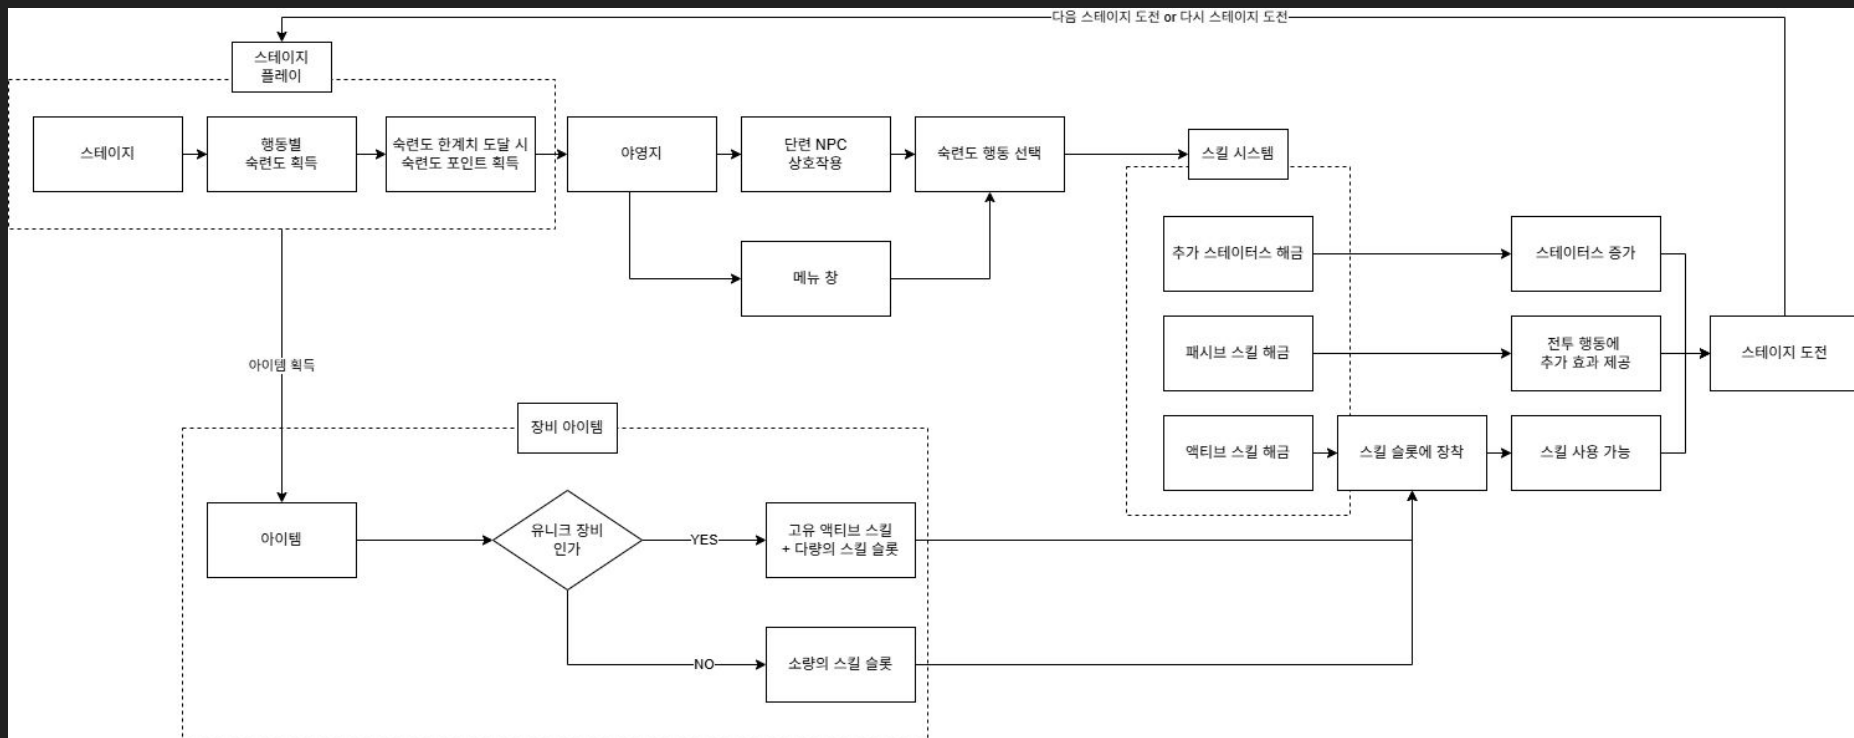 다음 스테이지 도전 or 다시 스테이지 도전
스테이지
플레이
스테이지
행동별
숙련도 획득
숙련도 한계치 도달 시
숙련도 포인트 획득
야영지
단련 NPC
상호작용
숙련도 행동 선택
스킬 시스템
메뉴 창
추가 스테이터스 해금
스테이터스 증가
패시브 스킬 해금
전투 행동에
추가 효과 제공
스테이지 도전
액티브 스킬 해금
스킬 슬롯에 장착
스킬 사용 가능
아이템 획득
장비 아이템
아이템
유니크 장비
인가
YES
고유 액티브 스킬
+ 다량의 스킬 슬롯
NO
소량의 스킬 슬롯